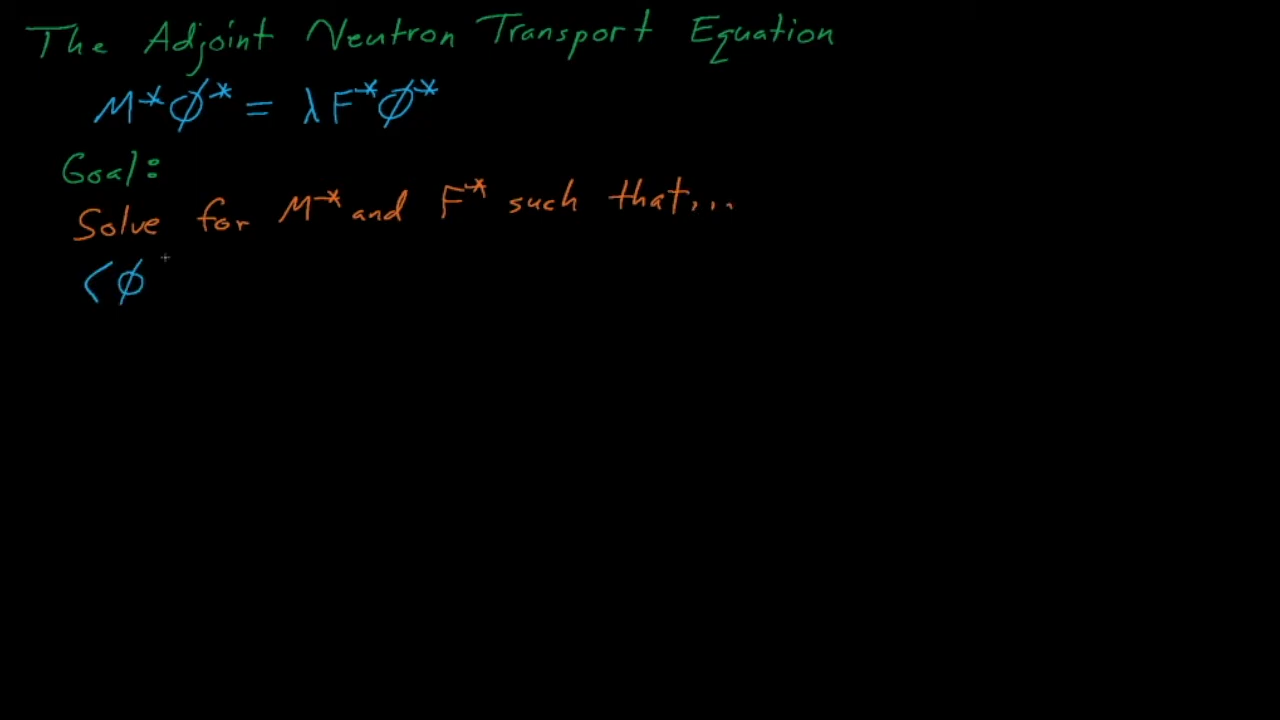 The Adjoint Neutron Transport Equation
M*ϕ* = λF*ϕ*
Goal:
Solve for M* and F* such that...
<ϕ